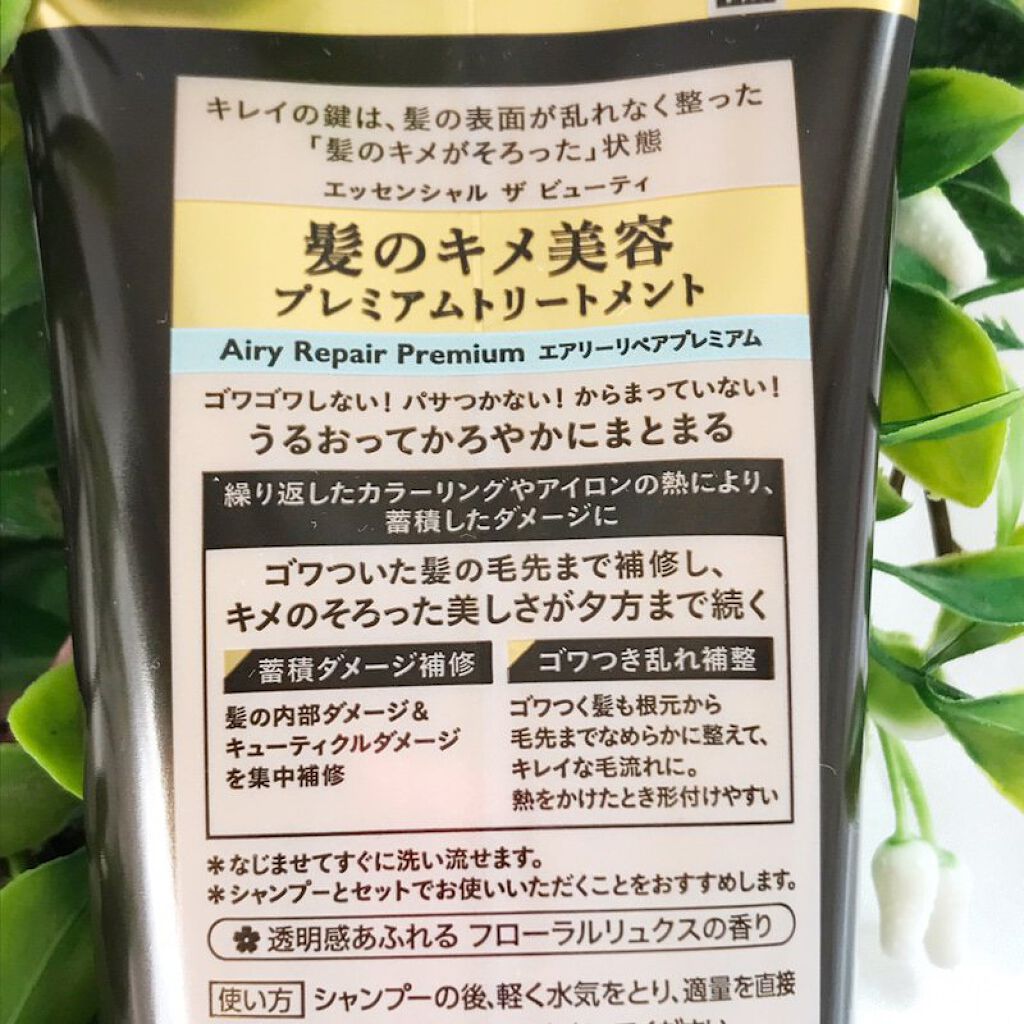 キレイの鍵は、髪の表面が乱れなく整った
「髪のキメがそろった」状態
エッセンシャル ザ ビューティ
髪のキメ美容
プレミアムトリートメント
Airy Repair Premium エアリーリペアプレミアム
ゴワゴワしない！パサつかない！からまっていない！
うるおってかろやかにまとまる
繰り返したカラーリングやアイロンの熱により、
蓄積したダメージに
ゴワついた髪の毛先まで補修し、
キメのそろった美しさが夕方まで続く
蓄積ダメージ補修
髪の内部ダメージ＆
キューティクルダメージ
を集中補修
ゴワつき乱れ補整
ゴワつく髪も根元から
毛先までなめらかに整えて、
キレイな毛流れに。
熱をかけたとき形付けやすい
＊なじませてすぐに洗い流せます。
＊シャンプーとセットでお使いいただくことをおすすめします。
透明感あふれる フローラルリュクスの香り
使い方 シャンプーの後、軽く水気をとり、適量を直接